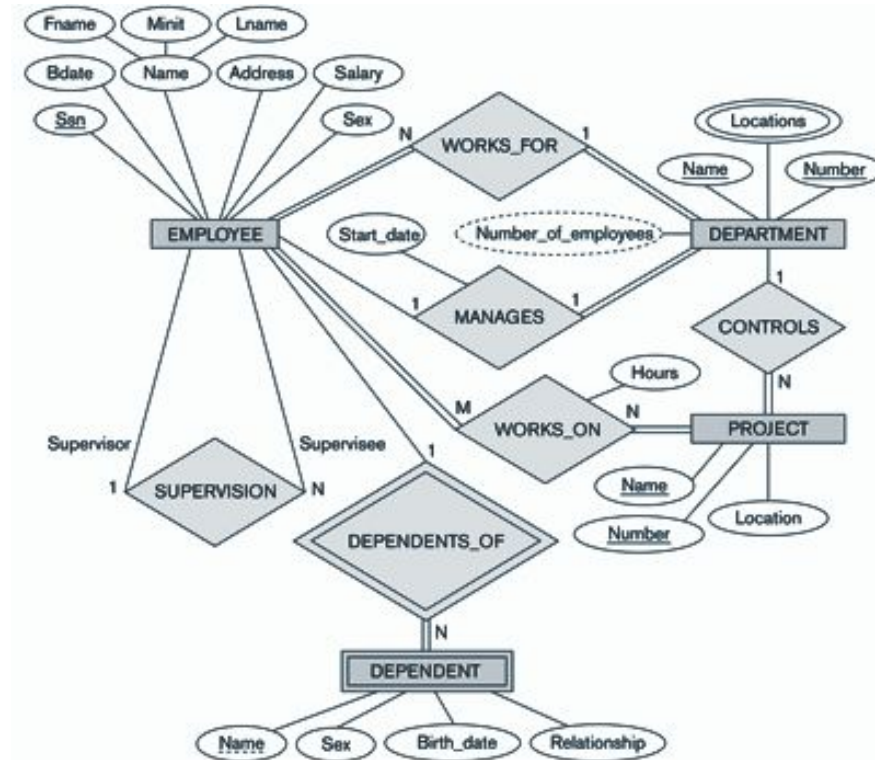 Fname Minit Lname
Bdate Name Address Salary
Ssn Sex
N WORKS_FOR 1
Locations
Name Number
EMPLOYEE Start_date Number_of_employees DEPARTMENT
1 MANAGES 1
1
CONTROLS
N
Hours
M WORKS_ON N PROJECT
Supervisor Supervisee
1 SUPERVISION N
1
Name
Number Location
DEPENDENTS_OF
N
DEPENDENT
Name Sex Birth_date Relationship